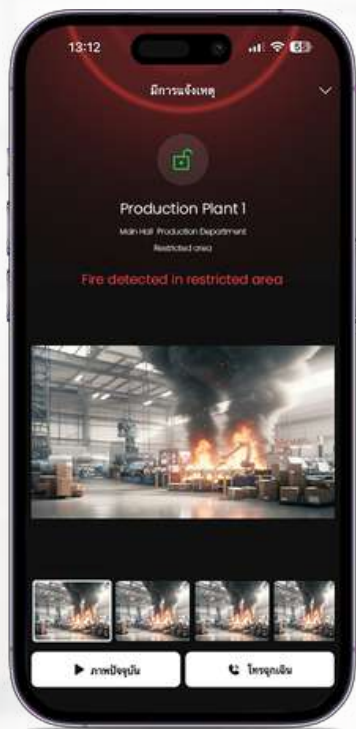 13:12
65
มีการแจ้งเหตุ
Production Plant 1
Main Hall Production Department
Restricted area
Fire detected in restricted area
ภาพปัจจุบัน
โทรฉุกเฉิน